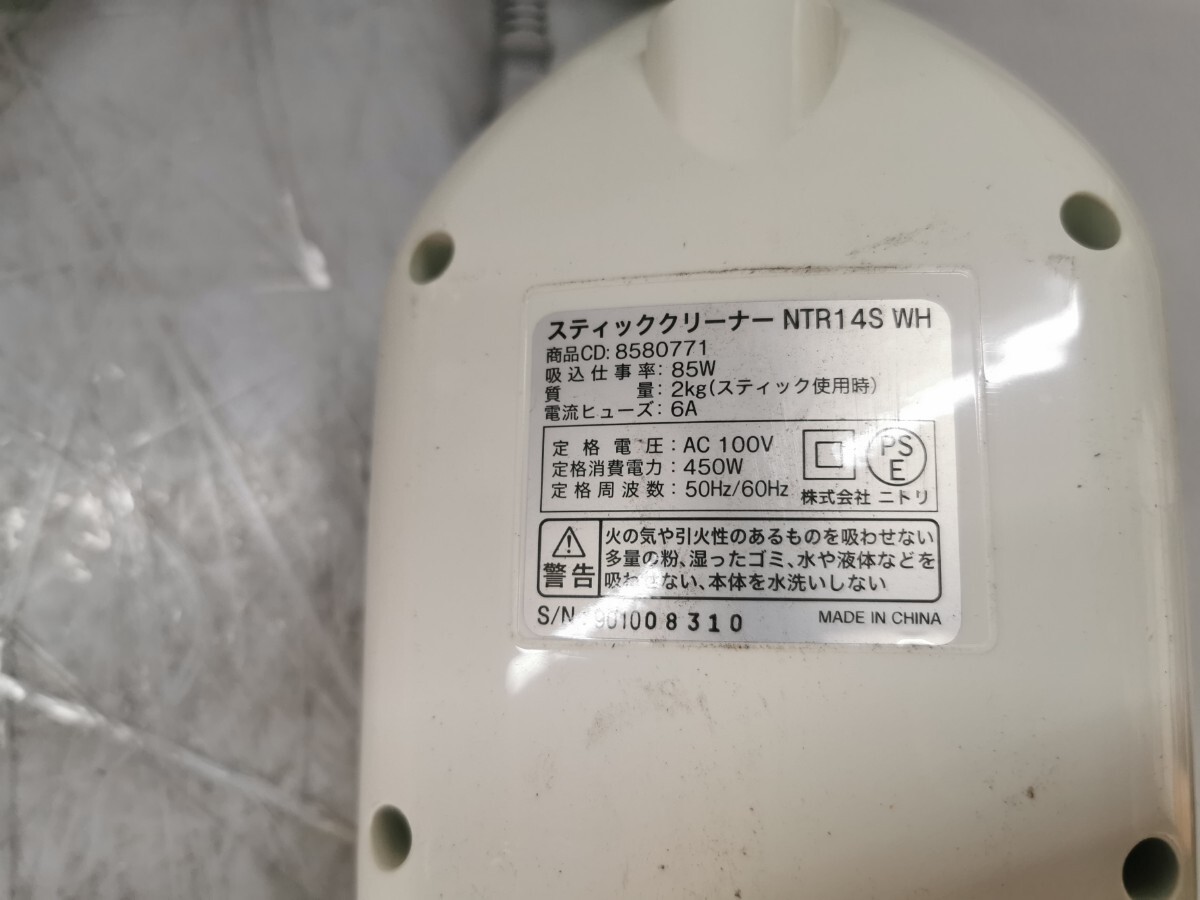 スティッククリーナー NTR14S WH
商品CD: 8580771
吸込仕事率: 85W
質量: 2kg(スティック使用時)
電流ヒューズ: 6A
定格電圧: AC 100V
定格消費電力: 450W
定格周波数: 50Hz/60Hz
PS
E
株式会社 ニトリ
警告
火の気や引火性のあるものを吸わせない
多量の粉、湿ったゴミ、水や液体などを
吸わせない、本体を水洗いしない
S/N: 901008310
MADE IN CHINA